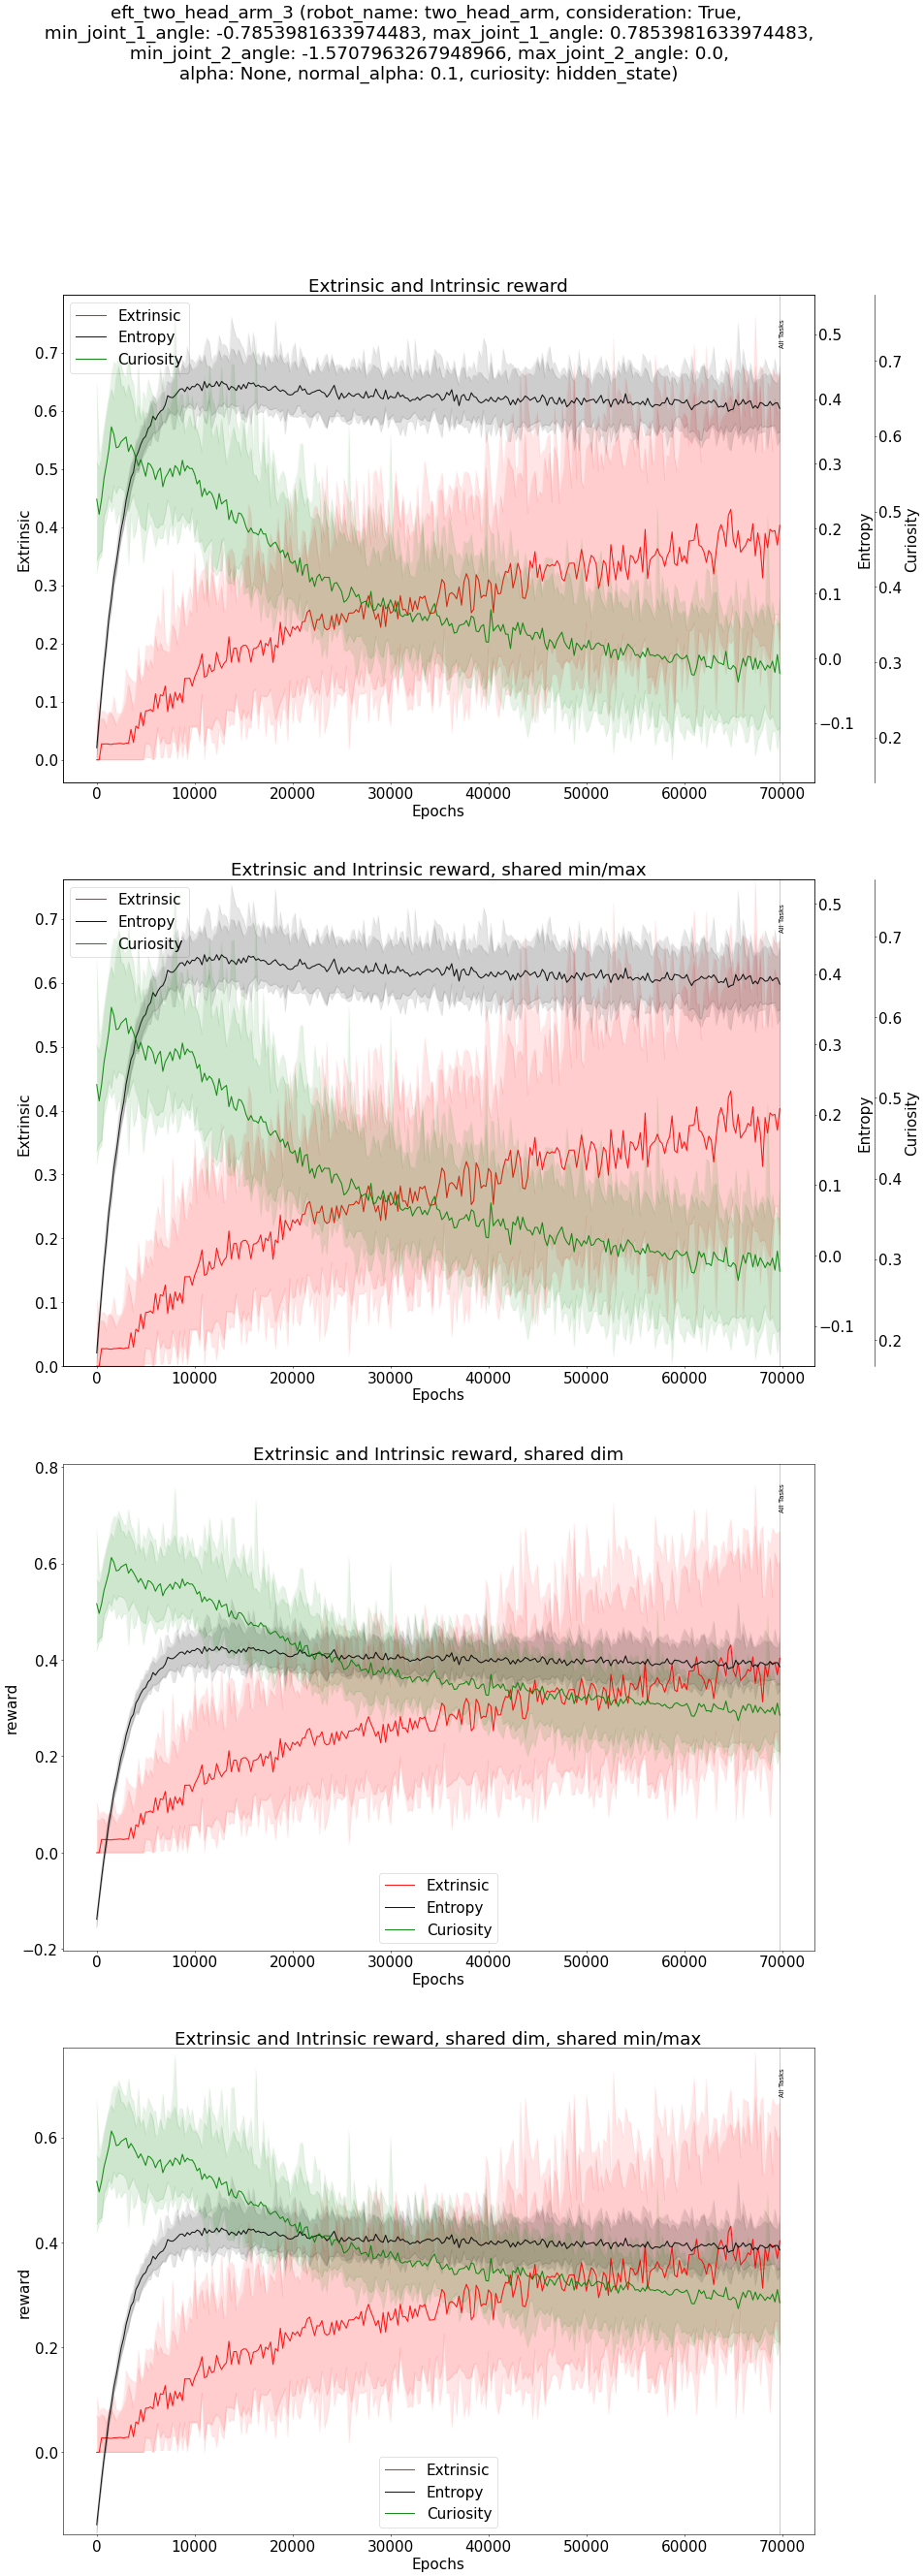 eft_two_head_arm_3 (robot_name: two_head_arm, consideration: True,
min_joint_1_angle: -0.7853981633974483, max_joint_1_angle: 0.7853981633974483,
min_joint_2_angle: -1.5707963267948966, max_joint_2_angle: 0.0,
alpha: None, normal_alpha: 0.1, curiosity: hidden_state)
Extrinsic and Intrinsic reward
Extrinsic
Entropy
Curiosity
All Tasks
0.7
0.6
0.5
0.4
0.3
0.2
0.1
0.0
Extrinsic
0.5
0.4
0.3
0.2
0.1
0.0
−0.1
Entropy
0.7
0.6
0.5
0.4
0.3
0.2
Curiosity
0 10000 20000 30000 40000 50000 60000 70000
Epochs
Extrinsic and Intrinsic reward, shared min/max
Extrinsic
Entropy
Curiosity
All Tasks
0.7
0.6
0.5
0.4
0.3
0.2
0.1
0.0
Extrinsic
0.5
0.4
0.3
0.2
0.1
0.0
−0.1
Entropy
0.7
0.6
0.5
0.4
0.3
0.2
Curiosity
0 10000 20000 30000 40000 50000 60000 70000
Epochs
Extrinsic and Intrinsic reward, shared dim
All Tasks
0.8
0.6
0.4
0.2
0.0
−0.2
reward
Extrinsic
Entropy
Curiosity
0 10000 20000 30000 40000 50000 60000 70000
Epochs
Extrinsic and Intrinsic reward, shared dim, shared min/max
All Tasks
0.6
0.4
0.2
0.0
reward
Extrinsic
Entropy
Curiosity
0 10000 20000 30000 40000 50000 60000 70000
Epochs